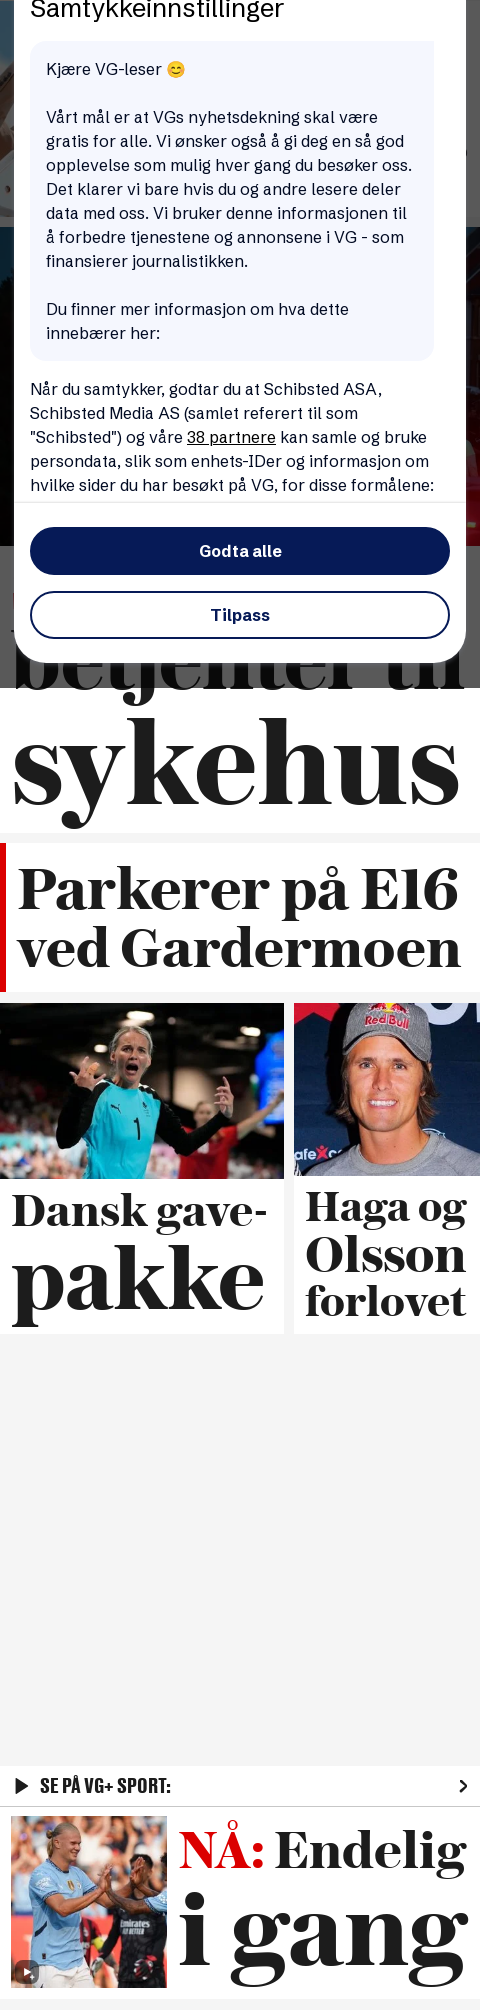 Samtykkeinnstillinger
Kjære VG-leser 😊
Vårt mål er at VGs nyhetsdekning skal være
gratis for alle. Vi ønsker også å gi deg en så god
opplevelse som mulig hver gang du besøker oss.
Det klarer vi bare hvis du og andre lesere deler
data med oss. Vi bruker denne informasjonen til
å forbedre tjenestene og annonsene i VG - som
finansierer journalistikken.
Du finner mer informasjon om hva dette
innebærer her:
Når du samtykker, godtar du at Schibsted ASA,
Schibsted Media AS (samlet referert til som
"Schibsted") og våre 38 partnere kan samle og bruke
persondata, slik som enhets-IDer og informasjon om
hvilke sider du har besøkt på VG, for disse formålene:
Godta alle
Tilpass
betjenter til
sykehus
Parkerer på E16
ved Gardermoen
Red Bull
1
Dansk gave-
pakke
Haga og
Olsson
forlovet
SE PÅ VG+ SPORT:
Emirates
NÅ: Endelig
i gang